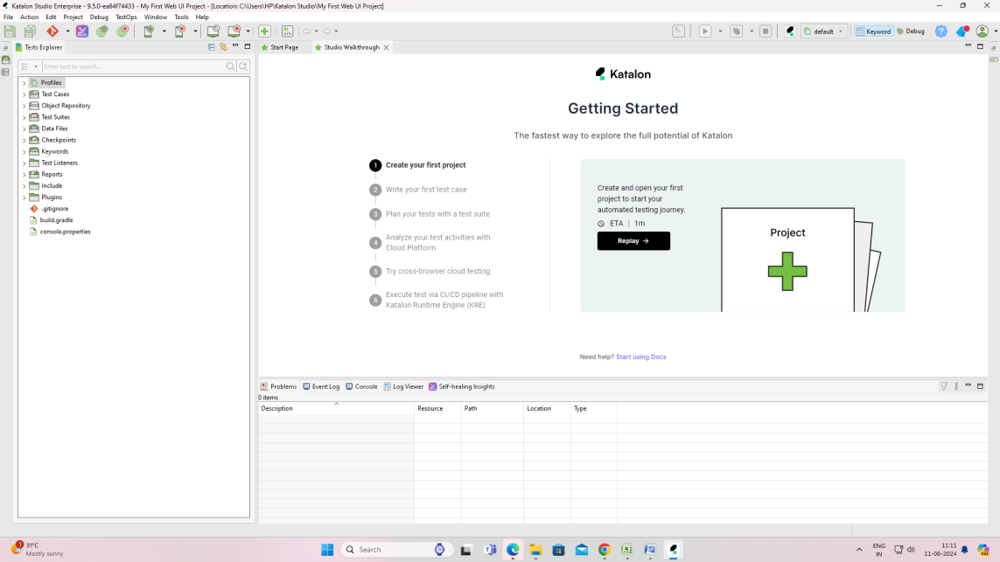 Katalon Studio Enterprise - 9.5.0-ea64f74433 - My First Web UI Project - [Location: C:\Users\HP\Katalon Studio\My First Web UI Project]
File Action Edit Project Debug TestOps Window Tools Help
default
Keyword
Debug
Tests Explorer
Enter text to search...
Profiles
Test Cases
Object Repository
Test Suites
Data Files
Checkpoints
Keywords
Test Listeners
Reports
Include
Plugins
.gitignore
build.gradle
console.properties
Start Page
Studio Walkthrough
Katalon
Getting Started
The fastest way to explore the full potential of Katalon
1 Create your first project
2 Write your first test case
3 Plan your tests with a test suite
4 Analyze your test activities with
Cloud Platform
5 Try cross-browser cloud testing
6 Execute test via CI/CD pipeline with
Katalon Runtime Engine (KRE)
Create and open your first
project to start your
automated testing journey.
ETA | 1m
Replay →
Project
Need help? Start using Docs
Problems Event Log Console Log Viewer Self-healing Insights
0 items
Description Resource Path Location Type
1
31°C
Mostly sunny
Search
ENG
IN
11:11
11-06-2024